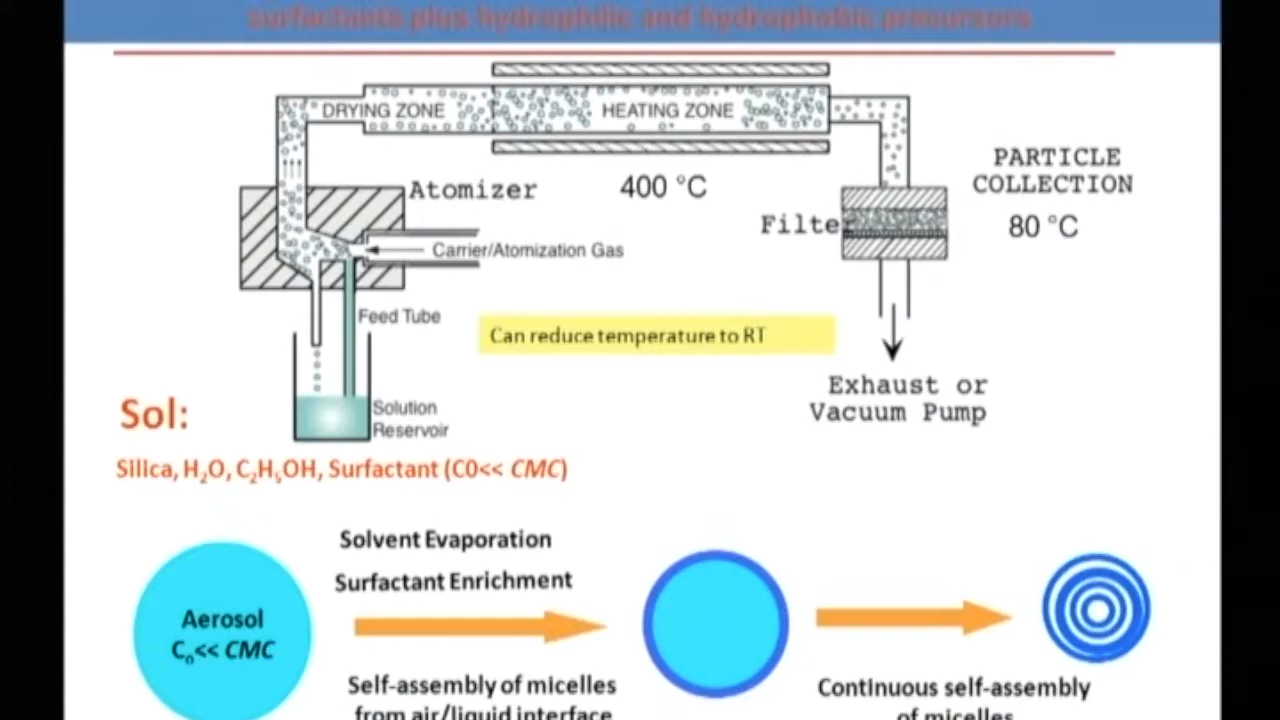 surfactants plus hydrophilic and hydrophobic precursors
DRYING ZONE
HEATING ZONE
Atomizer
400 °C
PARTICLE
COLLECTION
80 °C
Filter
Carrier/Atomization Gas
Feed Tube
Can reduce temperature to RT
Exhaust or
Vacuum Pump
Sol:
Solution
Reservoir
Silica, H₂O, C₂H₅OH, Surfactant (C0<< CMC)
Solvent Evaporation
Surfactant Enrichment
Aerosol
C₀<< CMC
Self-assembly of micelles
from air/liquid interface
Continuous self-assembly
of micelles